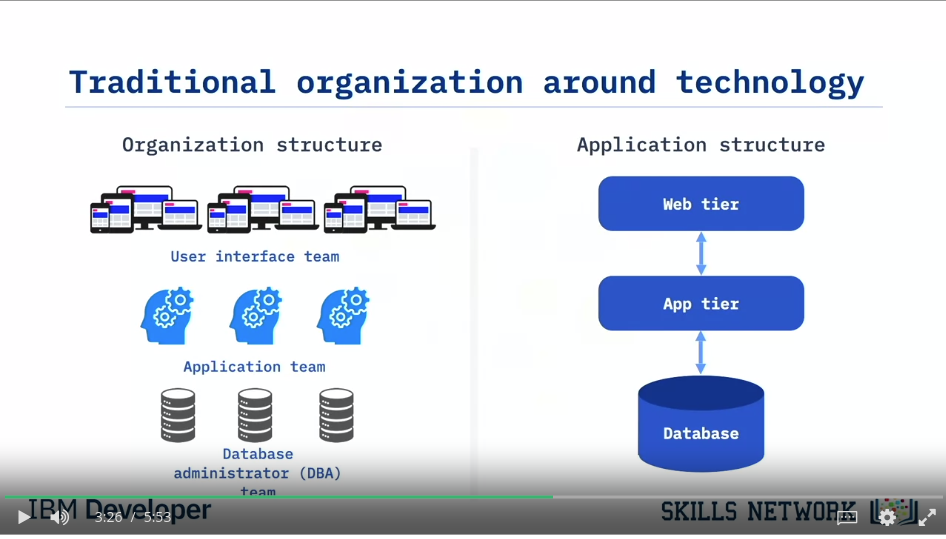 Traditional organization around technology
Organization structure
User interface team
Application team
Database
administrator (DBA)
team
Application structure
Web tier
App tier
Database
IBM Developer
SKILLS NETWORK
3:26 / 5:53